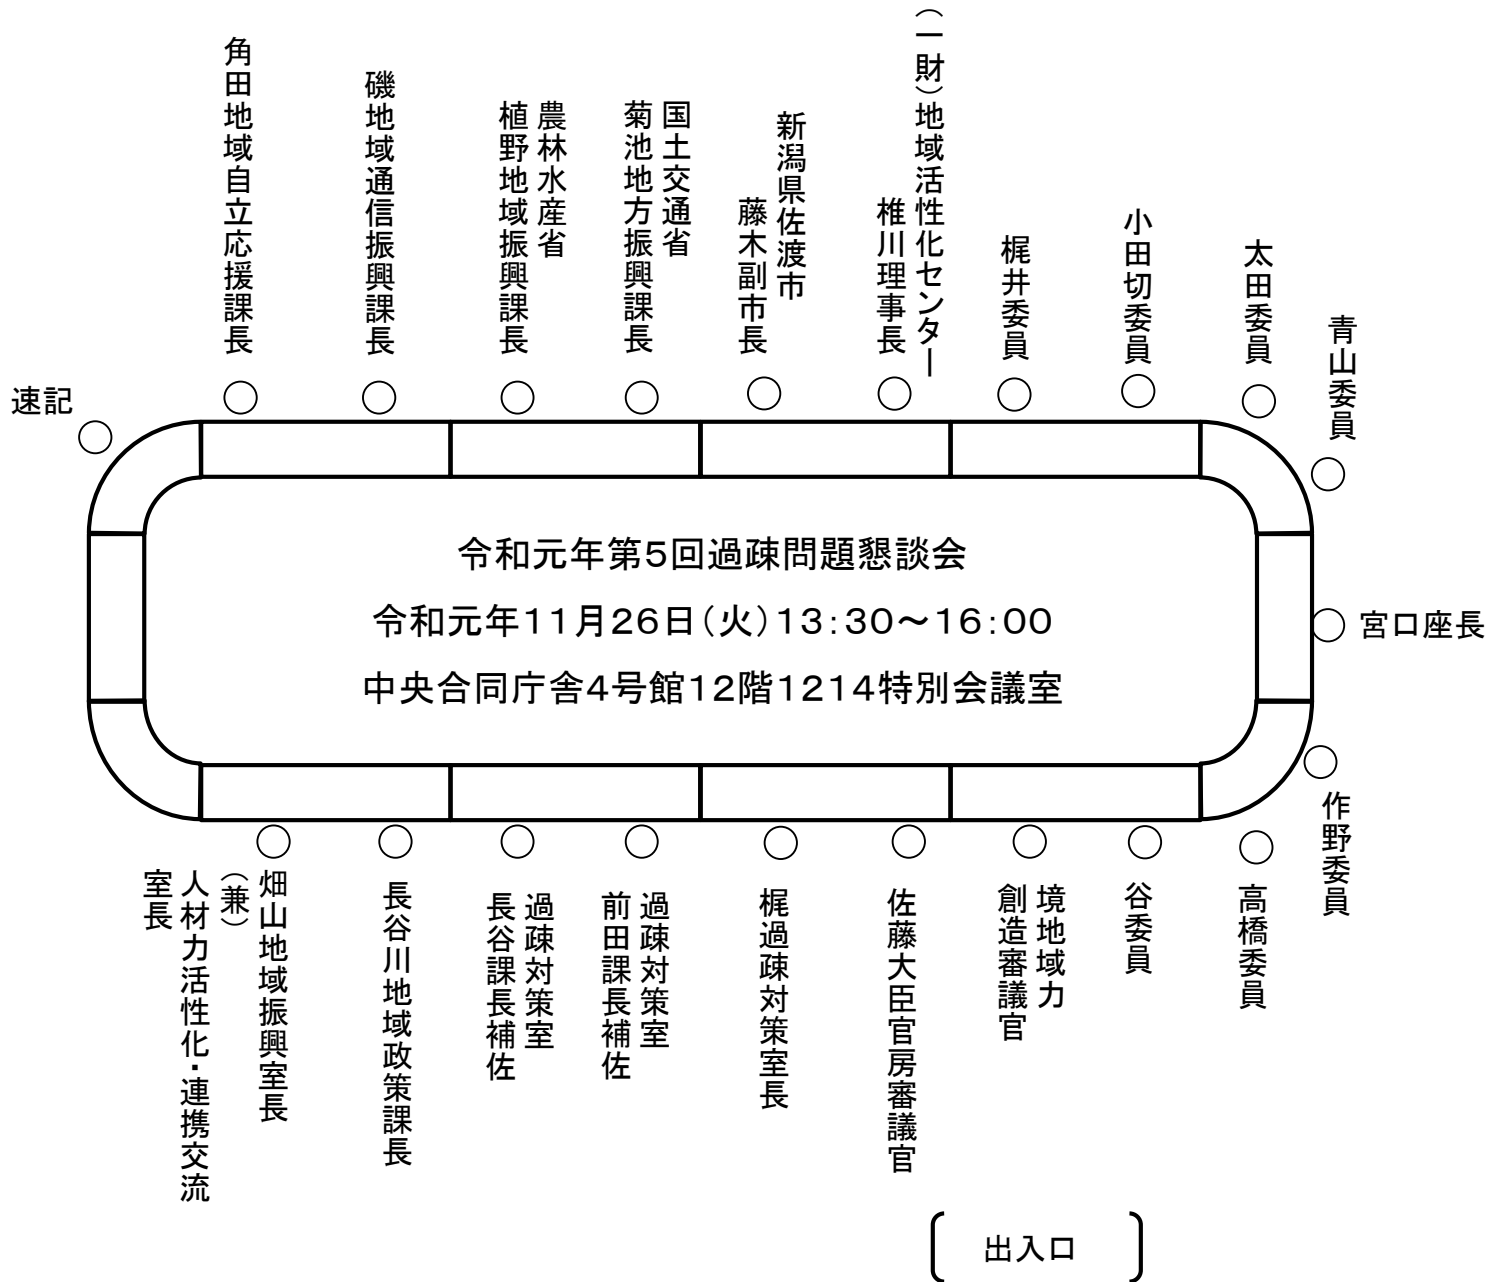 角田地域自立応援課長
磯地域通信振興課長
農林水産省
植野地域振興課長
国土交通省
菊池地方振興課長
新潟県佐渡市
藤木副市長
（一財）地域活性化センター
椎川理事長
梶井委員
小田切委員
太田委員
青山委員
速記
令和元年第5回過疎問題懇談会
令和元年11月26日（火）13：30～16：00
中央合同庁舎4号館12階1214特別会議室
宮口座長
作野委員
高橋委員
谷委員
境地域力
創造審議官
佐藤大臣官房審議官
梶過疎対策室長
過疎対策室
前田課長補佐
過疎対策室
長谷課長補佐
長谷川地域政策課長
畑山地域振興室長
（兼）
人材力活性化・連携交流
室長
出入口